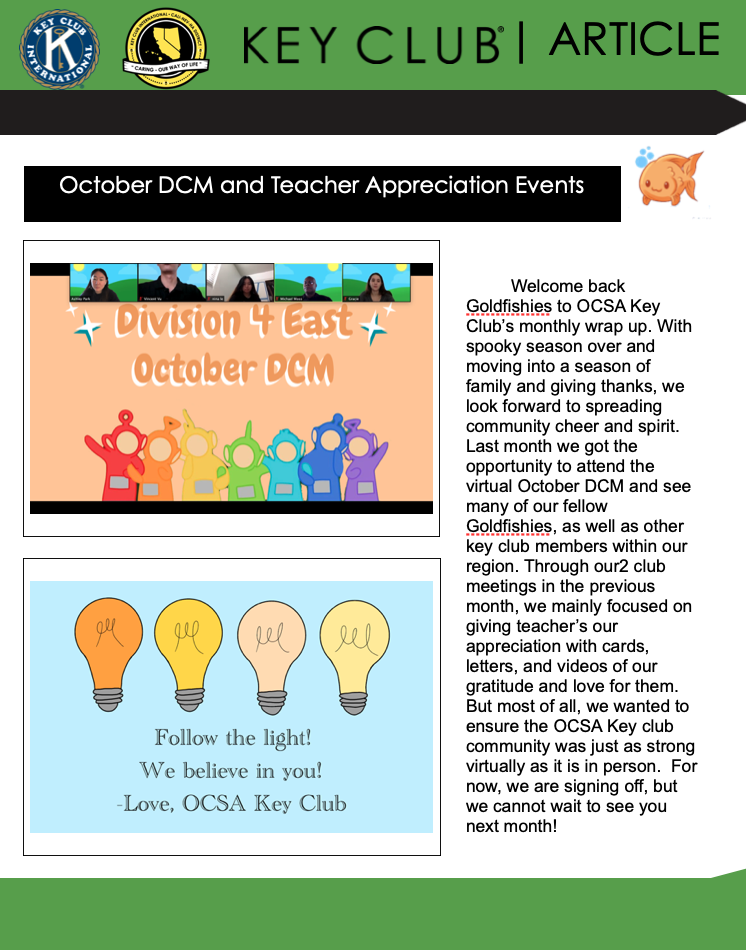 KEY CLUB INTERNATIONAL
K
KEY CLUB INTERNATIONAL • CALI-NEV-HA DISTRICT
"CARING - OUR WAY OF LIFE"
KEY CLUB® | ARTICLE
October DCM and Teacher Appreciation Events
Ashley Park
Vincent Vu
Michael Moua
Gracie
Division 4 East
October DCM
Follow the light!
We believe in you!
-Love, OCSA Key Club
Welcome back
Goldfishies to OCSA Key
Club's monthly wrap up. With
spooky season over and
moving into a season of
family and giving thanks, we
look forward to spreading
community cheer and spirit.
Last month we got the
opportunity to attend the
virtual October DCM and see
many of our fellow
Goldfishies, as well as other
key club members within our
region. Through our2 club
meetings in the previous
month, we mainly focused on
giving teacher's our
appreciation with cards,
letters, and videos of our
gratitude and love for them.
But most of all, we wanted to
ensure the OCSA Key club
community was just as strong
virtually as it is in person.  For
now, we are signing off, but
we cannot wait to see you
next month!